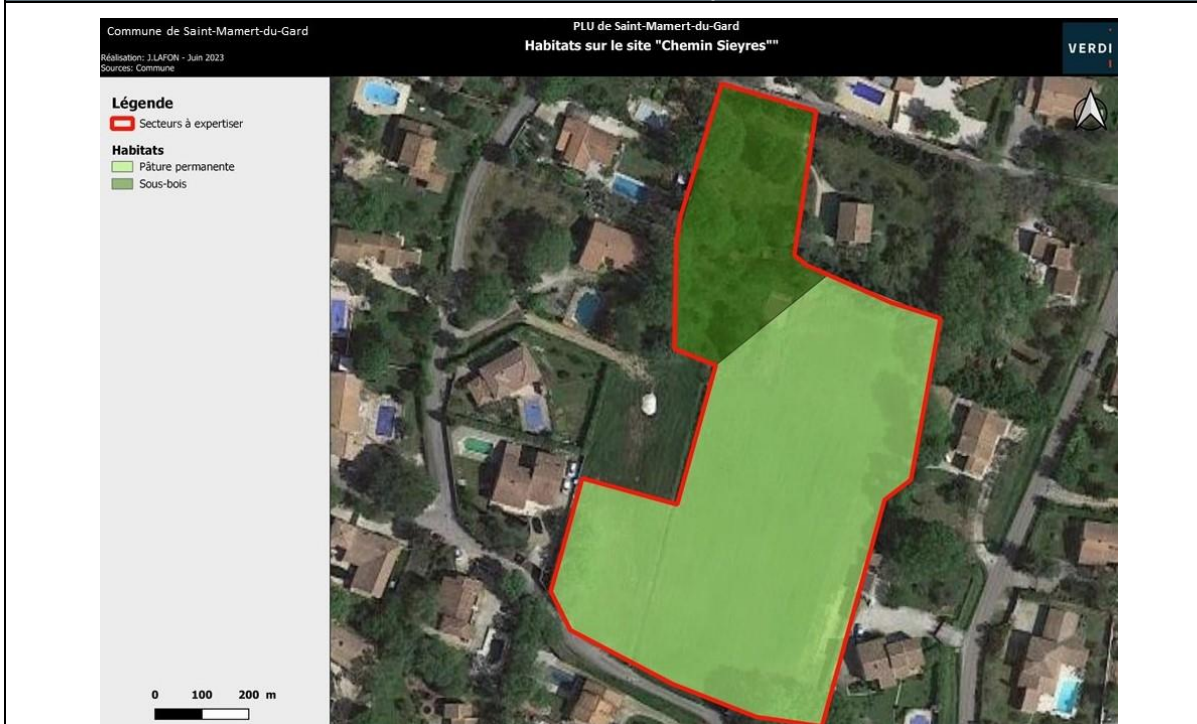 Commune de Saint-Mamert-du-Gard
Réalisation: J.LAFON - Juin 2023
Sources: Commune
PLU de Saint-Mamert-du-Gard
Habitats sur le site "Chemin Sieyres""
VERDI
Légende
Secteurs à expertiser
Habitats
Pâture permanente
Sous-bois
0 100 200 m